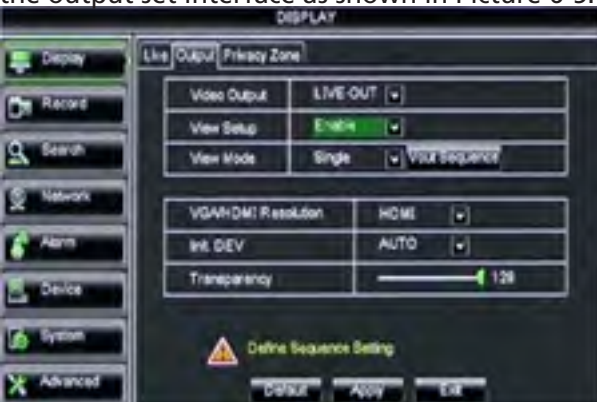 the output set interface as shown in Picture 6-3.
DISPLAY
Display
Record
Search
Network
Alarm
Device
System
Advanced
Live Output Privacy Zone
Video Output LIVE-OUT
View Setup Enable
View Mode Single Vout Sequence
VGA/HDMI Resolution HDMI
Init. DEV AUTO
Transparency 128
Define Sequence Setting
Default Apply Exit